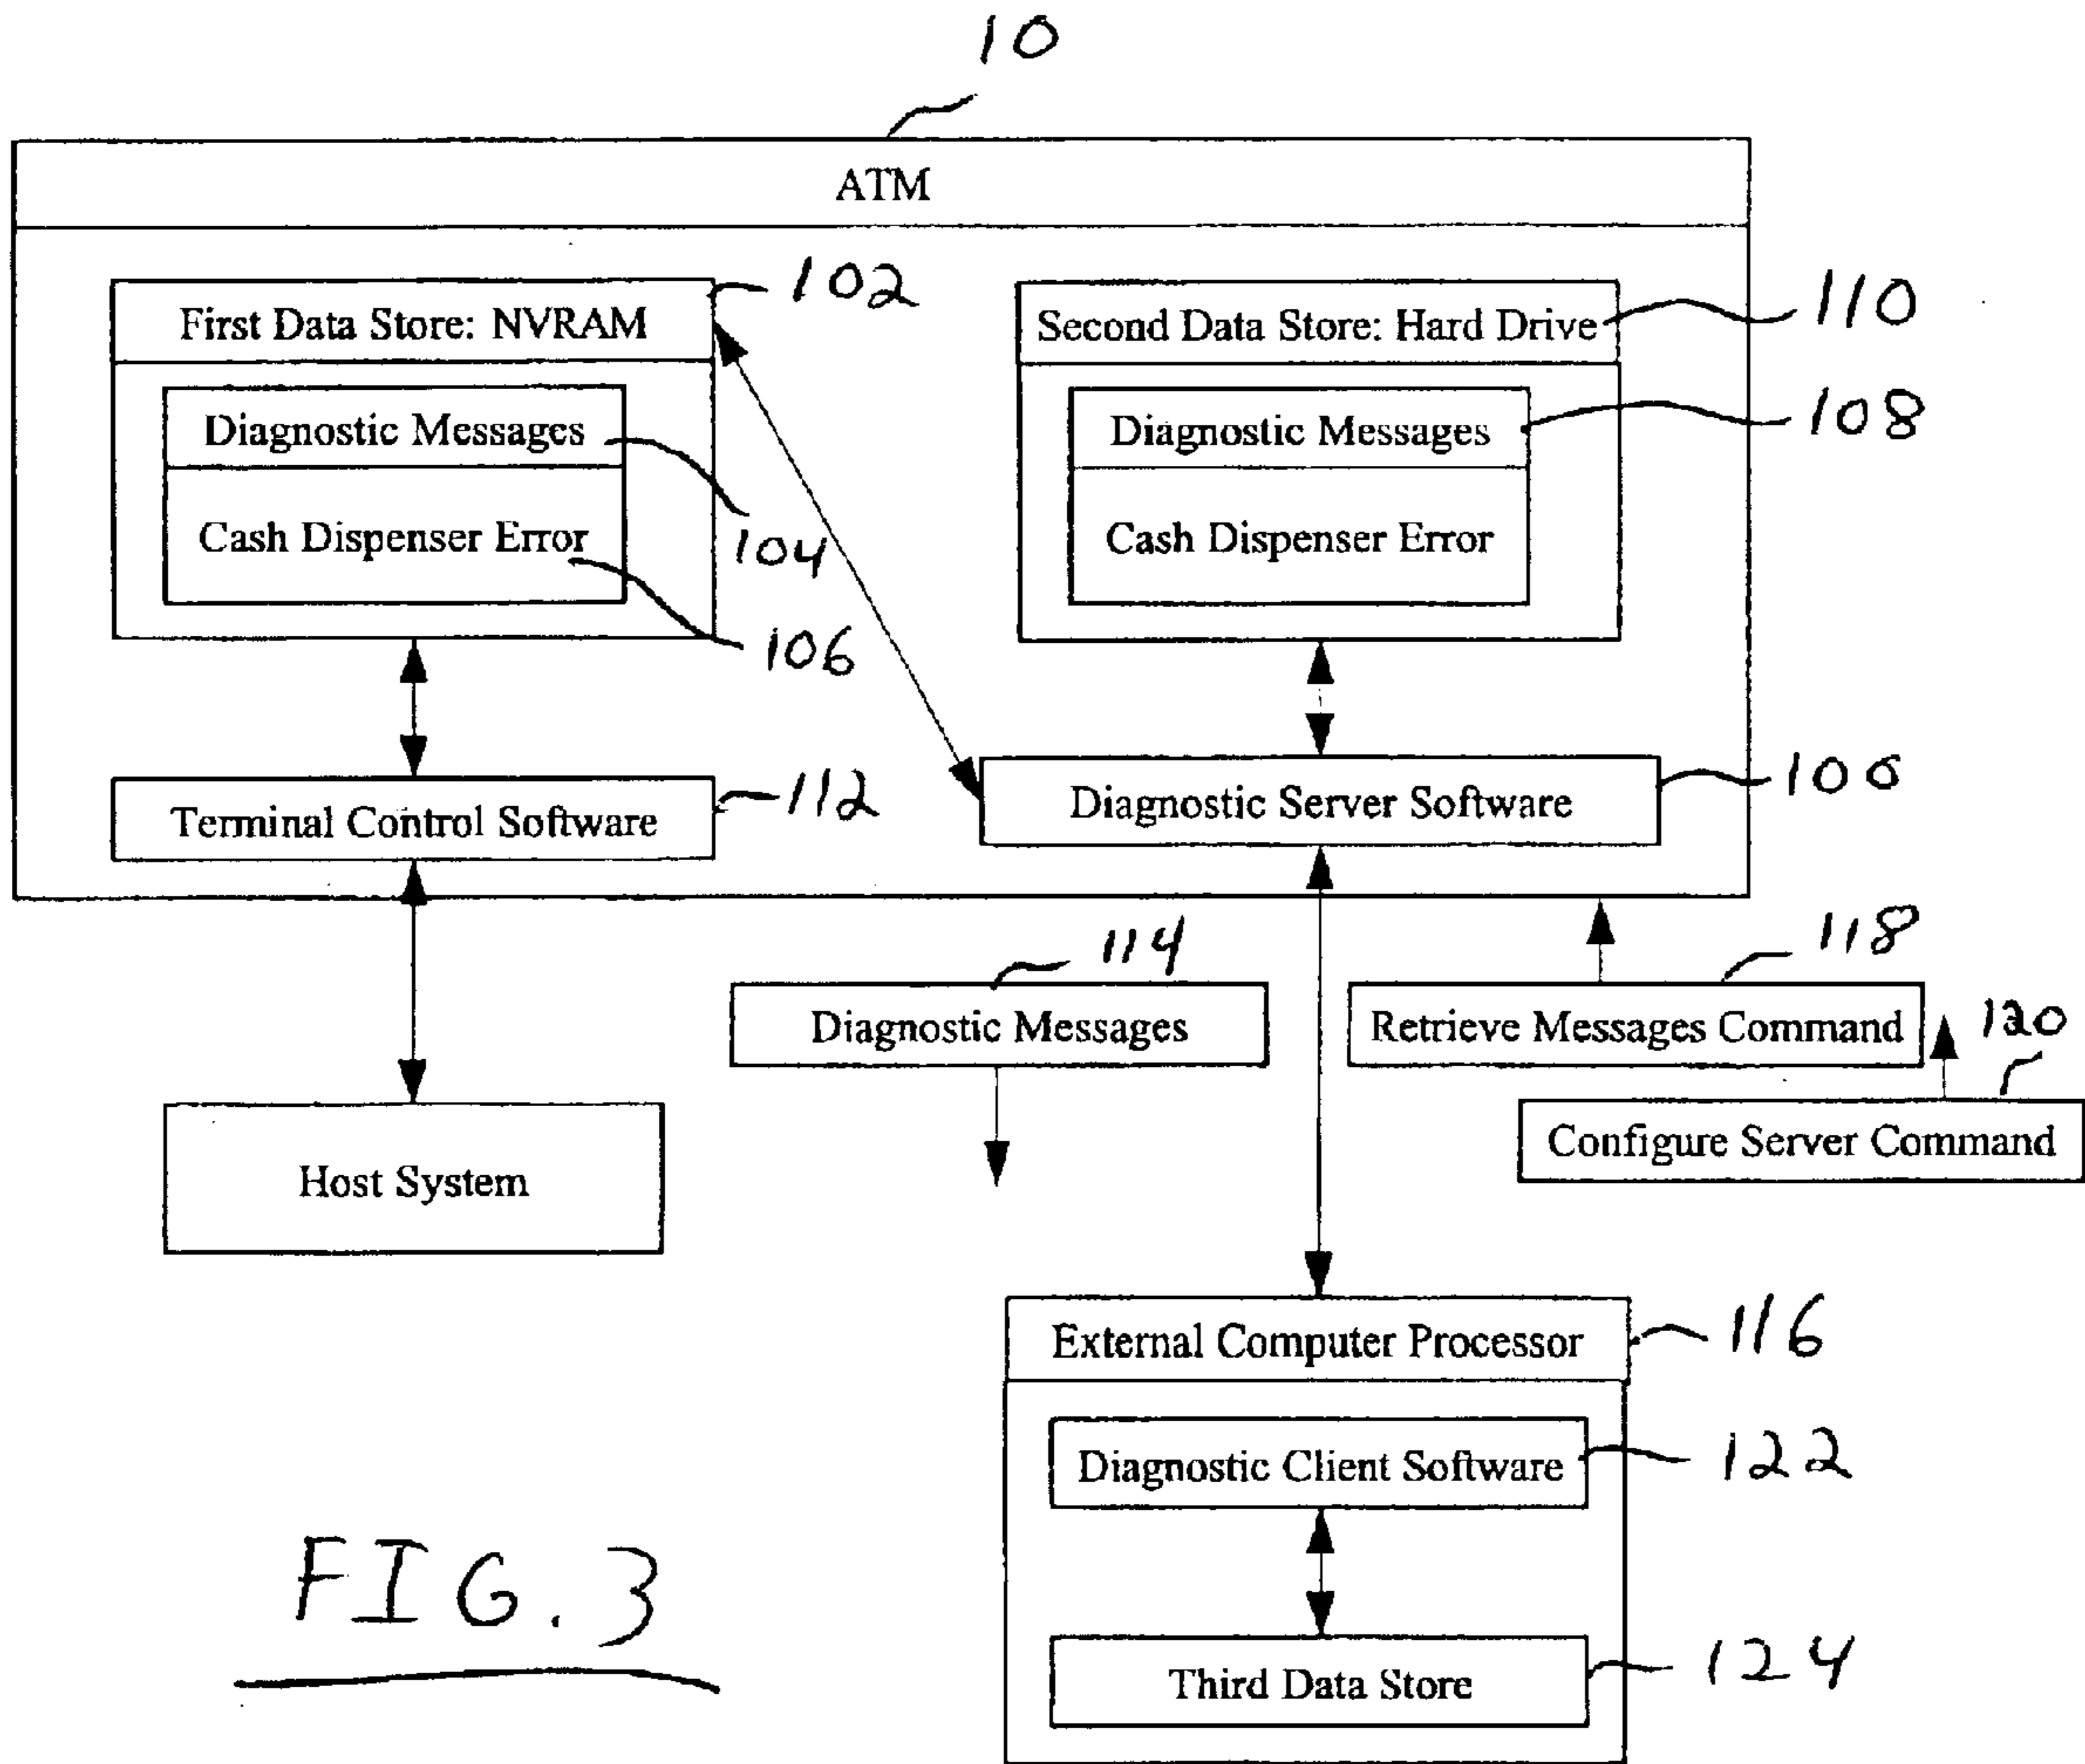 10
ATM
First Data Store: NVRAM
102
Second Data Store: Hard Drive
110
Diagnostic Messages
104
Diagnostic Messages
108
Cash Dispenser Error
106
Cash Dispenser Error
Terminal Control Software
112
Diagnostic Server Software
100
114
118
Diagnostic Messages
Retrieve Messages Command
120
Configure Server Command
Host System
External Computer Processor
116
Diagnostic Client Software
122
Third Data Store
124
FIG. 3